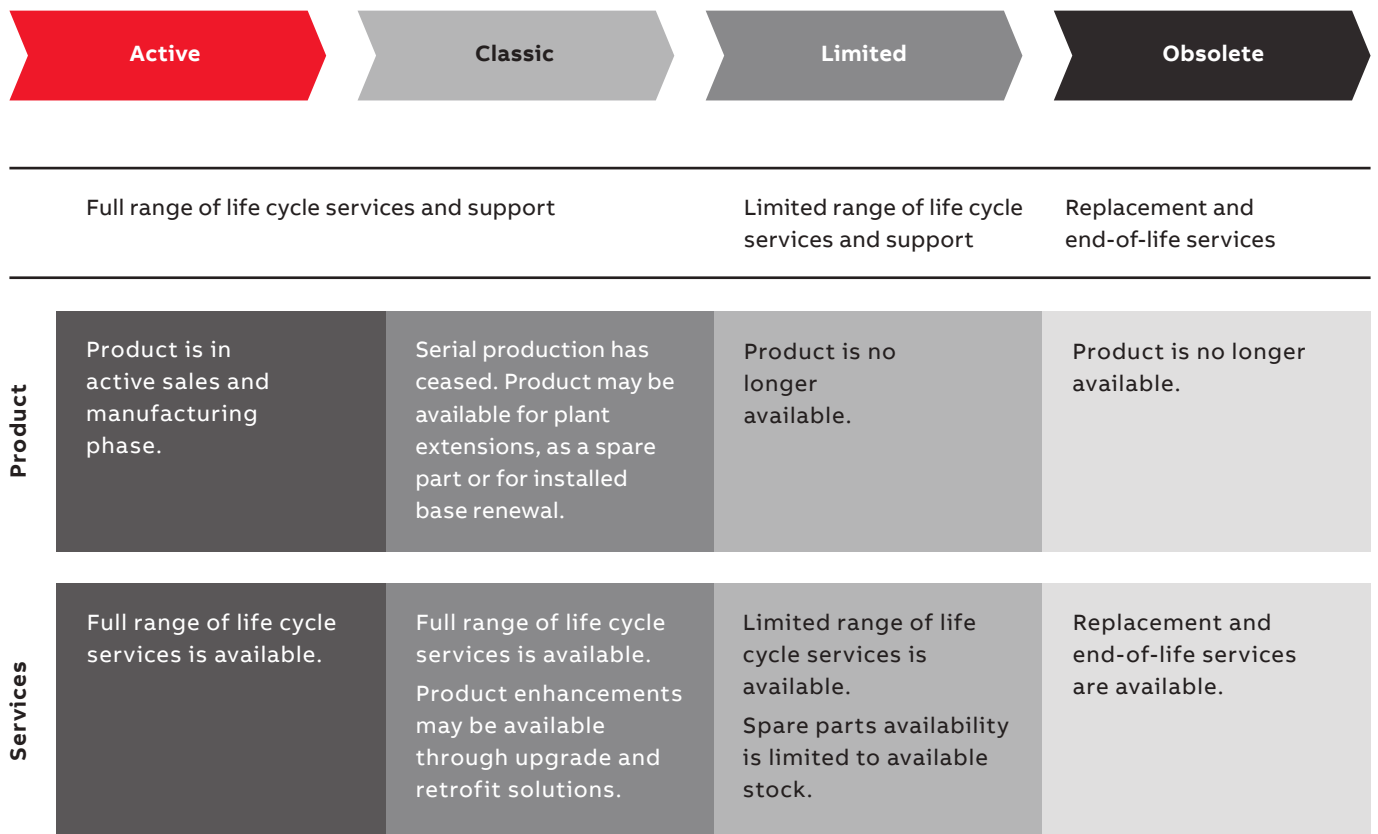 Active
Classic
Limited
Obsolete
Full range of life cycle services and support
Limited range of life cycle
services and support
Replacement and
end-of-life services
Product
Product is in
active sales and
manufacturing
phase.
Serial production has
ceased. Product may be
available for plant
extensions, as a spare
part or for installed
base renewal.
Product is no
longer
available.
Product is no longer
available.
Services
Full range of life cycle
services is available.
Full range of life cycle
services is available.
Product enhancements
may be available
through upgrade and
retrofit solutions.
Limited range of life
cycle services is
available.
Spare parts availability
is limited to available
stock.
Replacement and
end-of-life services
are available.